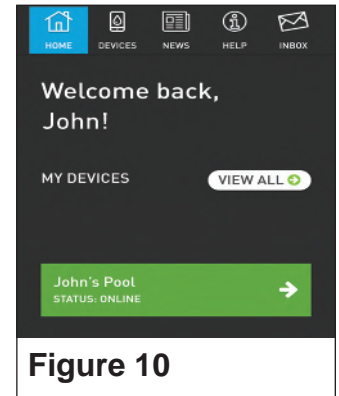 HOME DEVICES NEWS HELP INBOX
Welcome back,
John!
MY DEVICES VIEW ALL
John's Pool
STATUS: ONLINE
Figure 10